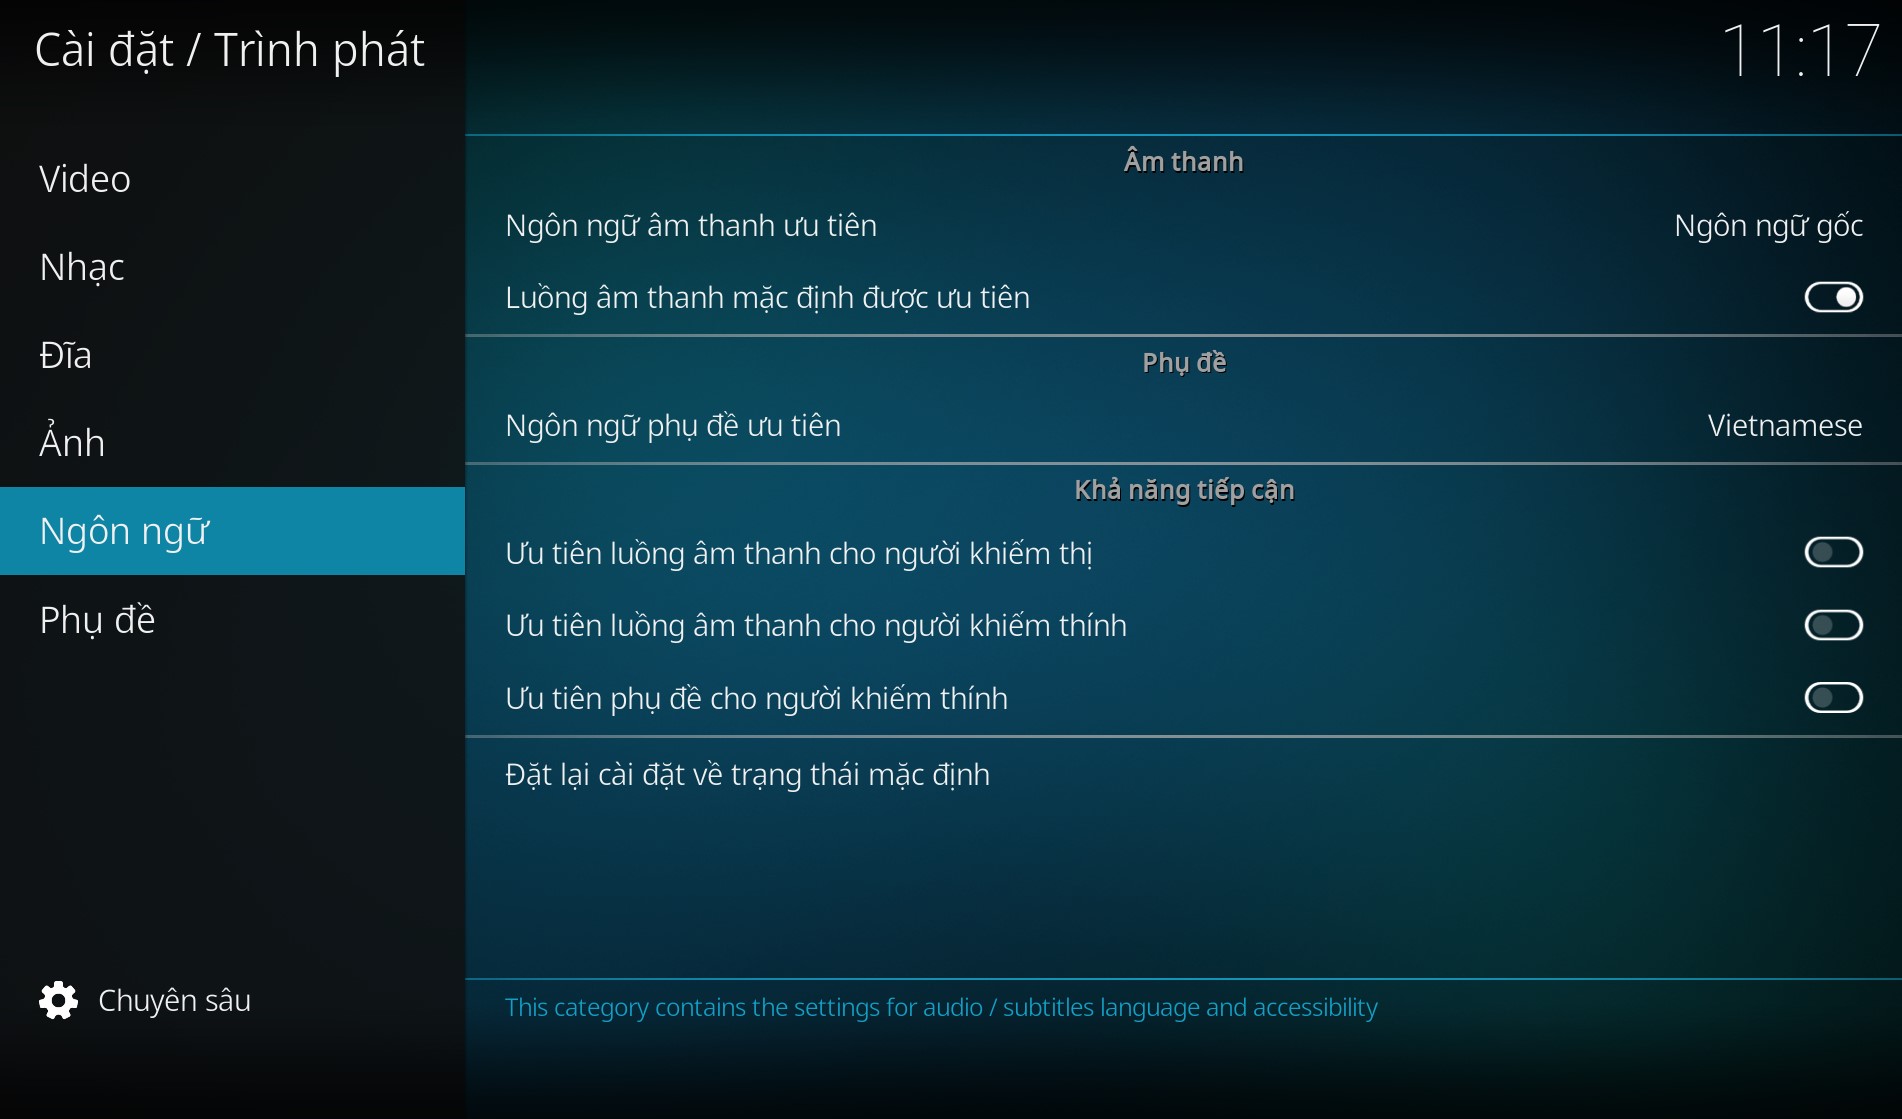 Cài đặt / Trình phát
11:17
Video
Nhạc
Đĩa
Ảnh
Ngôn ngữ
Phụ đề
Chuyên sâu
Âm thanh
Ngôn ngữ âm thanh ưu tiên
Ngôn ngữ gốc
Luồng âm thanh mặc định được ưu tiên
Phụ đề
Ngôn ngữ phụ đề ưu tiên
Vietnamese
Khả năng tiếp cận
Ưu tiên luồng âm thanh cho người khiếm thị
Ưu tiên luồng âm thanh cho người khiếm thính
Ưu tiên phụ đề cho người khiếm thính
Đặt lại cài đặt về trạng thái mặc định
This category contains the settings for audio / subtitles language and accessibility